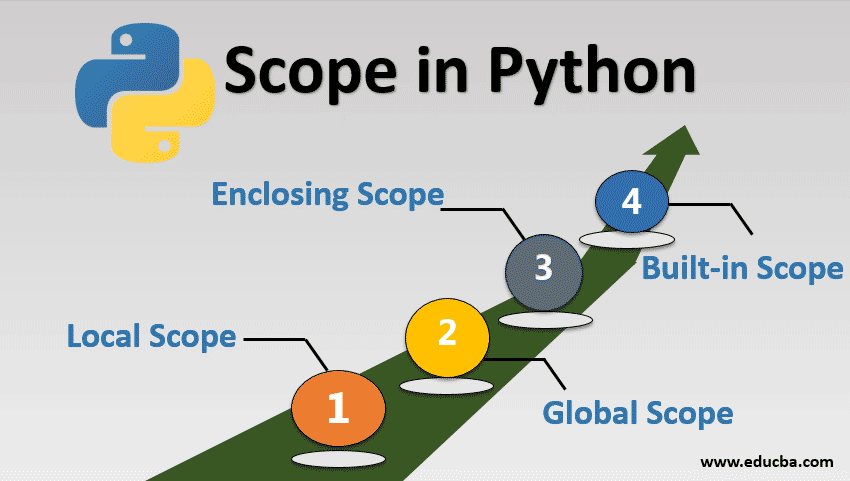 Scope in Python
Enclosing Scope
4
3
Built-in Scope
Local Scope
2
1
Global Scope
www.educba.com